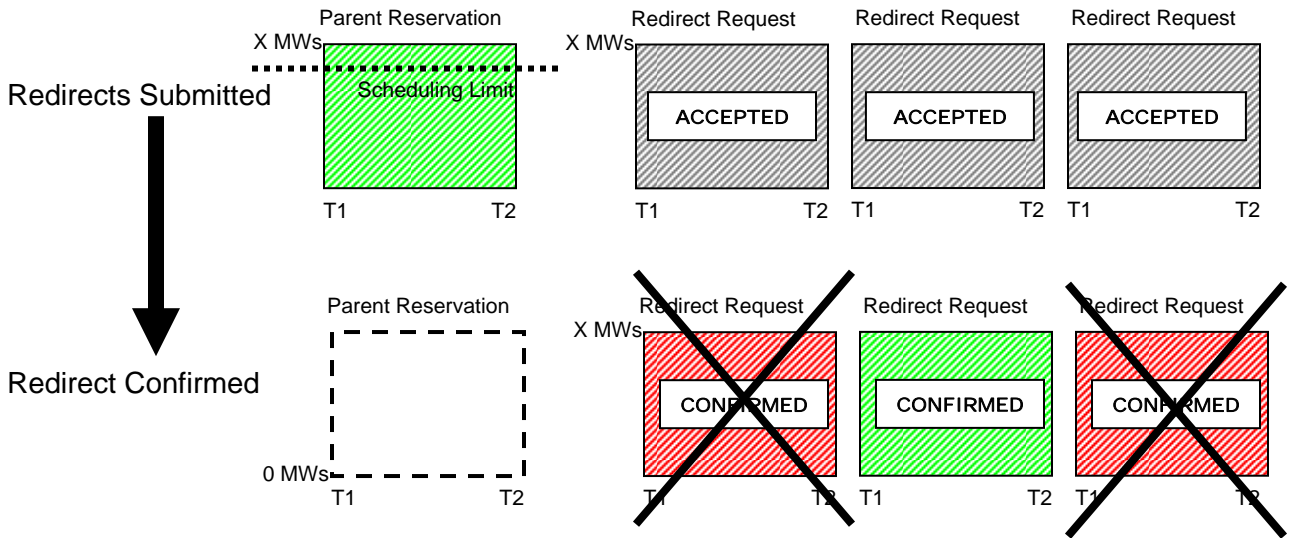 Parent Reservation
Redirect Request
Redirect Request
Redirect Request
X MWs
X MWs
Scheduling Limit
Redirects Submitted
ACCEPTED
ACCEPTED
ACCEPTED
T1
T2
T1
T2
T1
T2
T1
T2
Parent Reservation
Redirect Request
Redirect Request
Redirect Request
X MWs
Redirect Confirmed
CONFIRMED
CONFIRMED
CONFIRMED
0 MWs
T1
T2
T1
T2
T1
T2
T1
T2